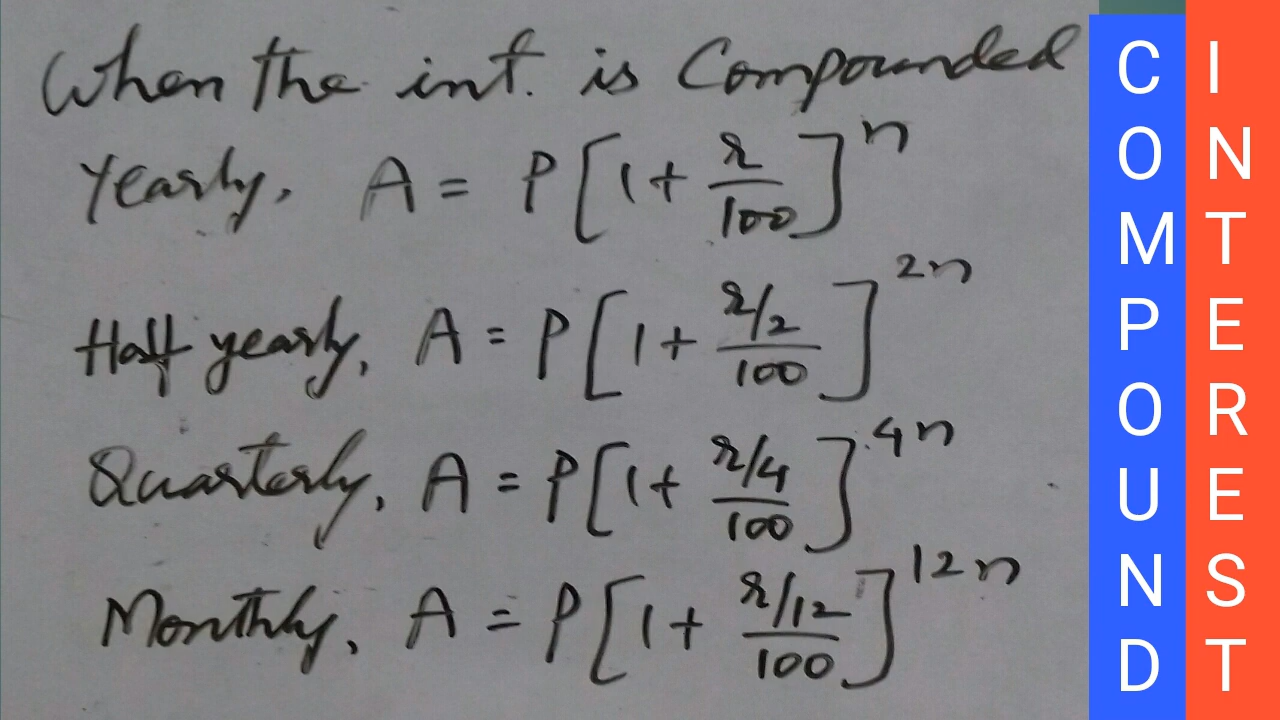 When the int. is Compounded
Yearly, A = P[1 + r/100]^n
Half yearly, A = P[1 + (r/2)/100]^2n
Quarterly, A = P[1 + (r/4)/100]^4n
Monthly, A = P[1 + (r/12)/100]^12n
COMPOUND
INTEREST